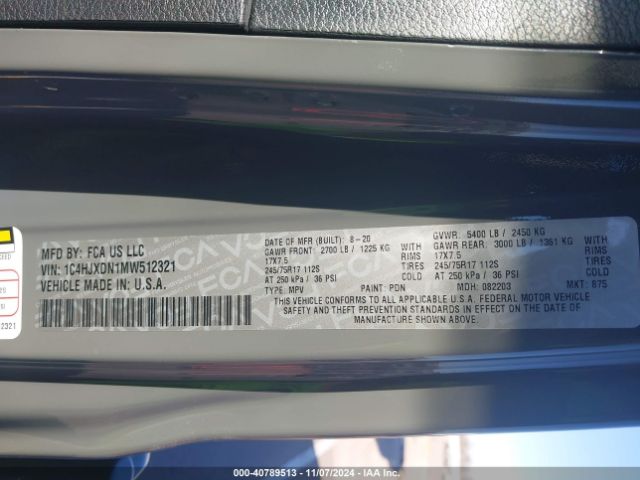 MFD BY: FCA US LLC
VIN: 1C4HJXDN1MW512321
VEHICLE MADE IN: U.S.A.
DATE OF MFR (BUILT): 8-20
GAWR FRONT: 2700 LB / 1225 KG WITH
17X7.5 RIMS
245/75R17 112S TIRES
AT 250 kPa / 36 PSI COLD
TYPE: MPV PAINT: PDN
GVWR: 5400 LB / 2450 KG
GAWR REAR: 3000 LB / 1361 KG WITH
17X7.5 RIMS
245/75R17 112S TIRES
AT 250 kPa / 36 PSI COLD
MDH: 082203 MXT: 875
THIS VEHICLE CONFORMS TO ALL APPLICABLE U.S.A. FEDERAL MOTOR VEHICLE
SAFETY AND THEFT PREVENTION STANDARDS IN EFFECT ON THE DATE OF
MANUFACTURE SHOWN ABOVE.
2321
000-40789513 - 11/07/2024 - IAA Inc.